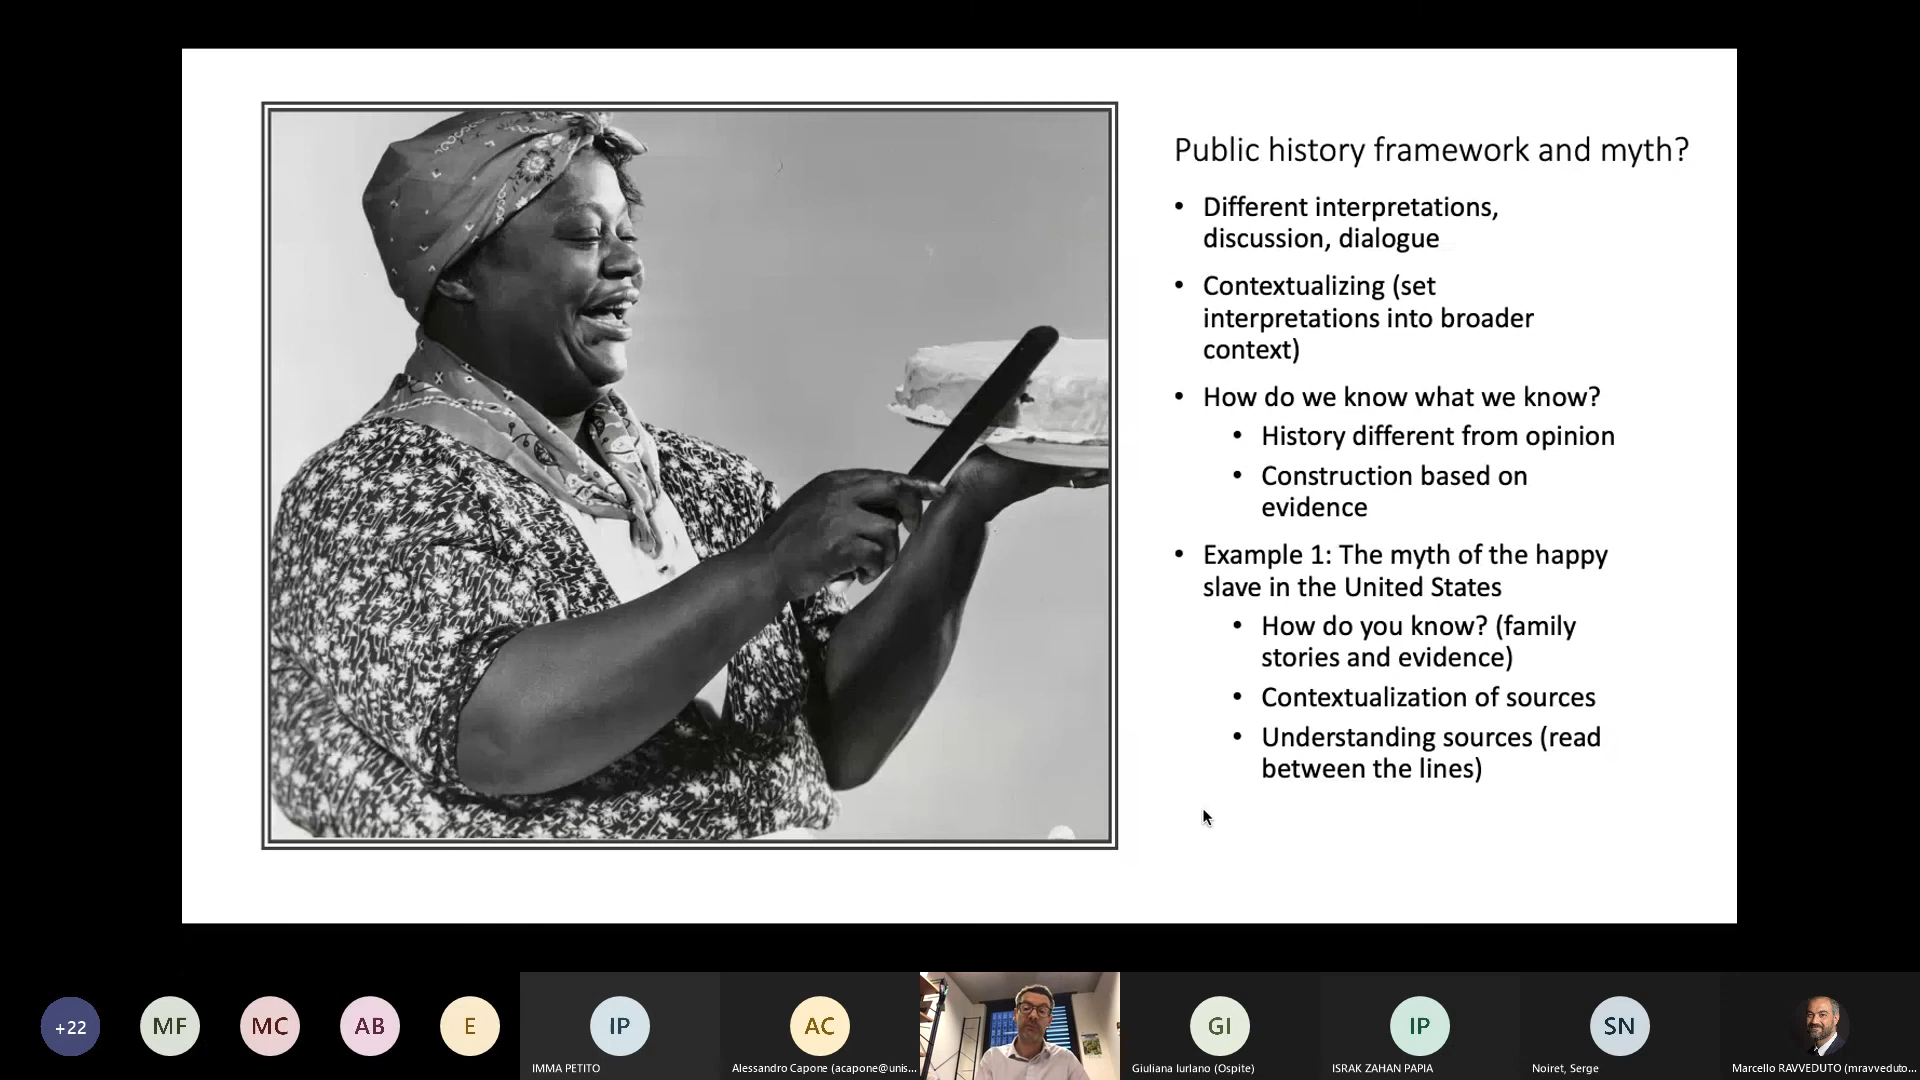 Public history framework and myth?
• Different interpretations,
discussion, dialogue
• Contextualizing (set
interpretations into broader
context)
• How do we know what we know?
• History different from opinion
• Construction based on
evidence
• Example 1: The myth of the happy
slave in the United States
• How do you know? (family
stories and evidence)
• Contextualization of sources
• Understanding sources (read
between the lines)
+22
MF
MC
AB
E
IP
IMMA PETITO
AC
Alessandro Capone (acapone@unis...
GI
Giuliana Iurlano (Ospite)
IP
ISRAK ZAHAN PAPIA
SN
Noiret, Serge
Marcello RAVVEDUTO (mravveduto...